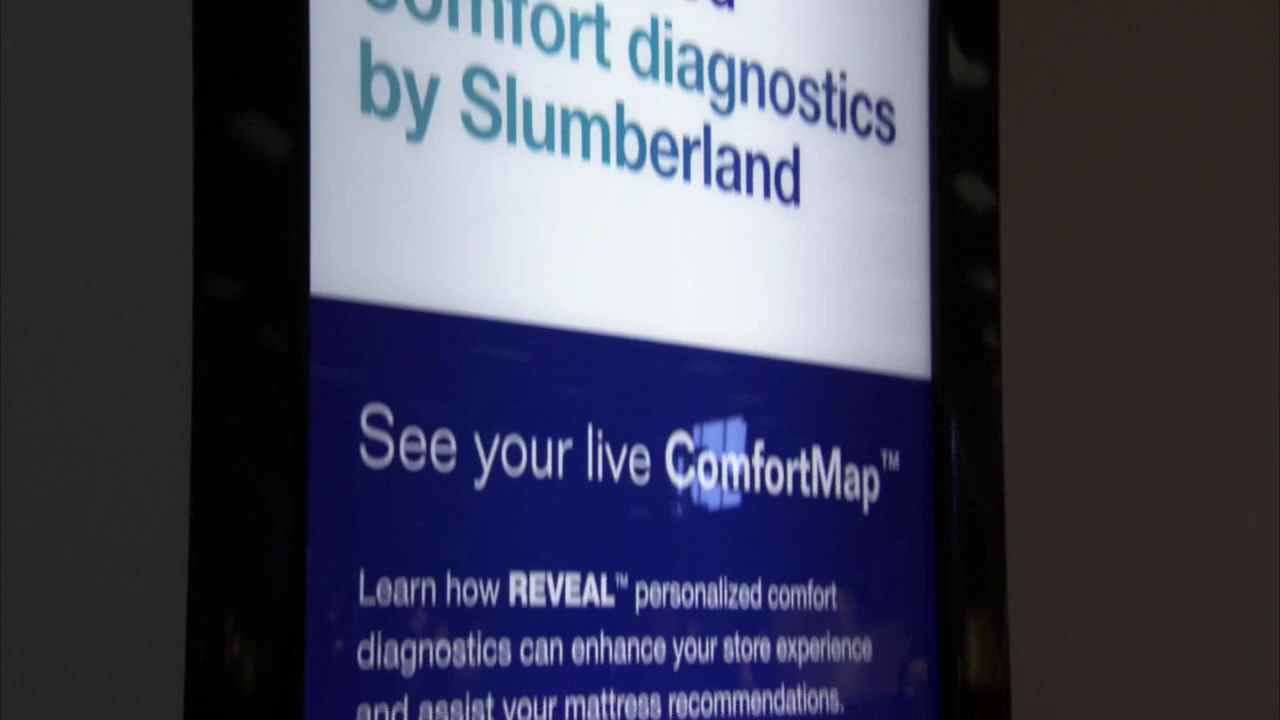 comfort diagnostics
by Slumberland
See your live ComfortMap™
Learn how REVEAL™ personalized comfort
diagnostics can enhance your store experience
and assist your mattress recommendations.